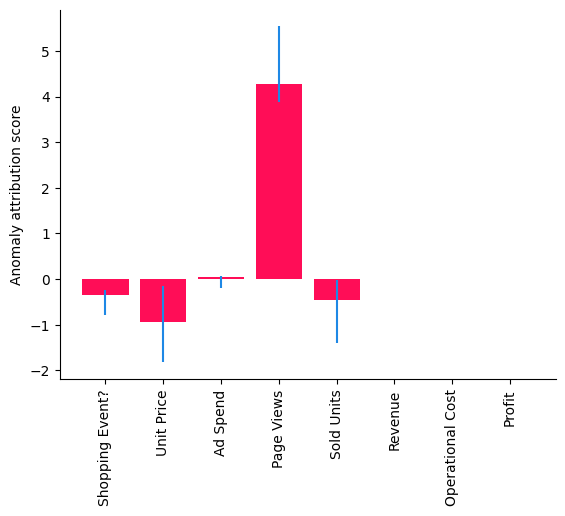 Anomaly attribution score
5
4
3
2
1
0
−1
−2
Shopping Event?
Unit Price
Ad Spend
Page Views
Sold Units
Revenue
Operational Cost
Profit